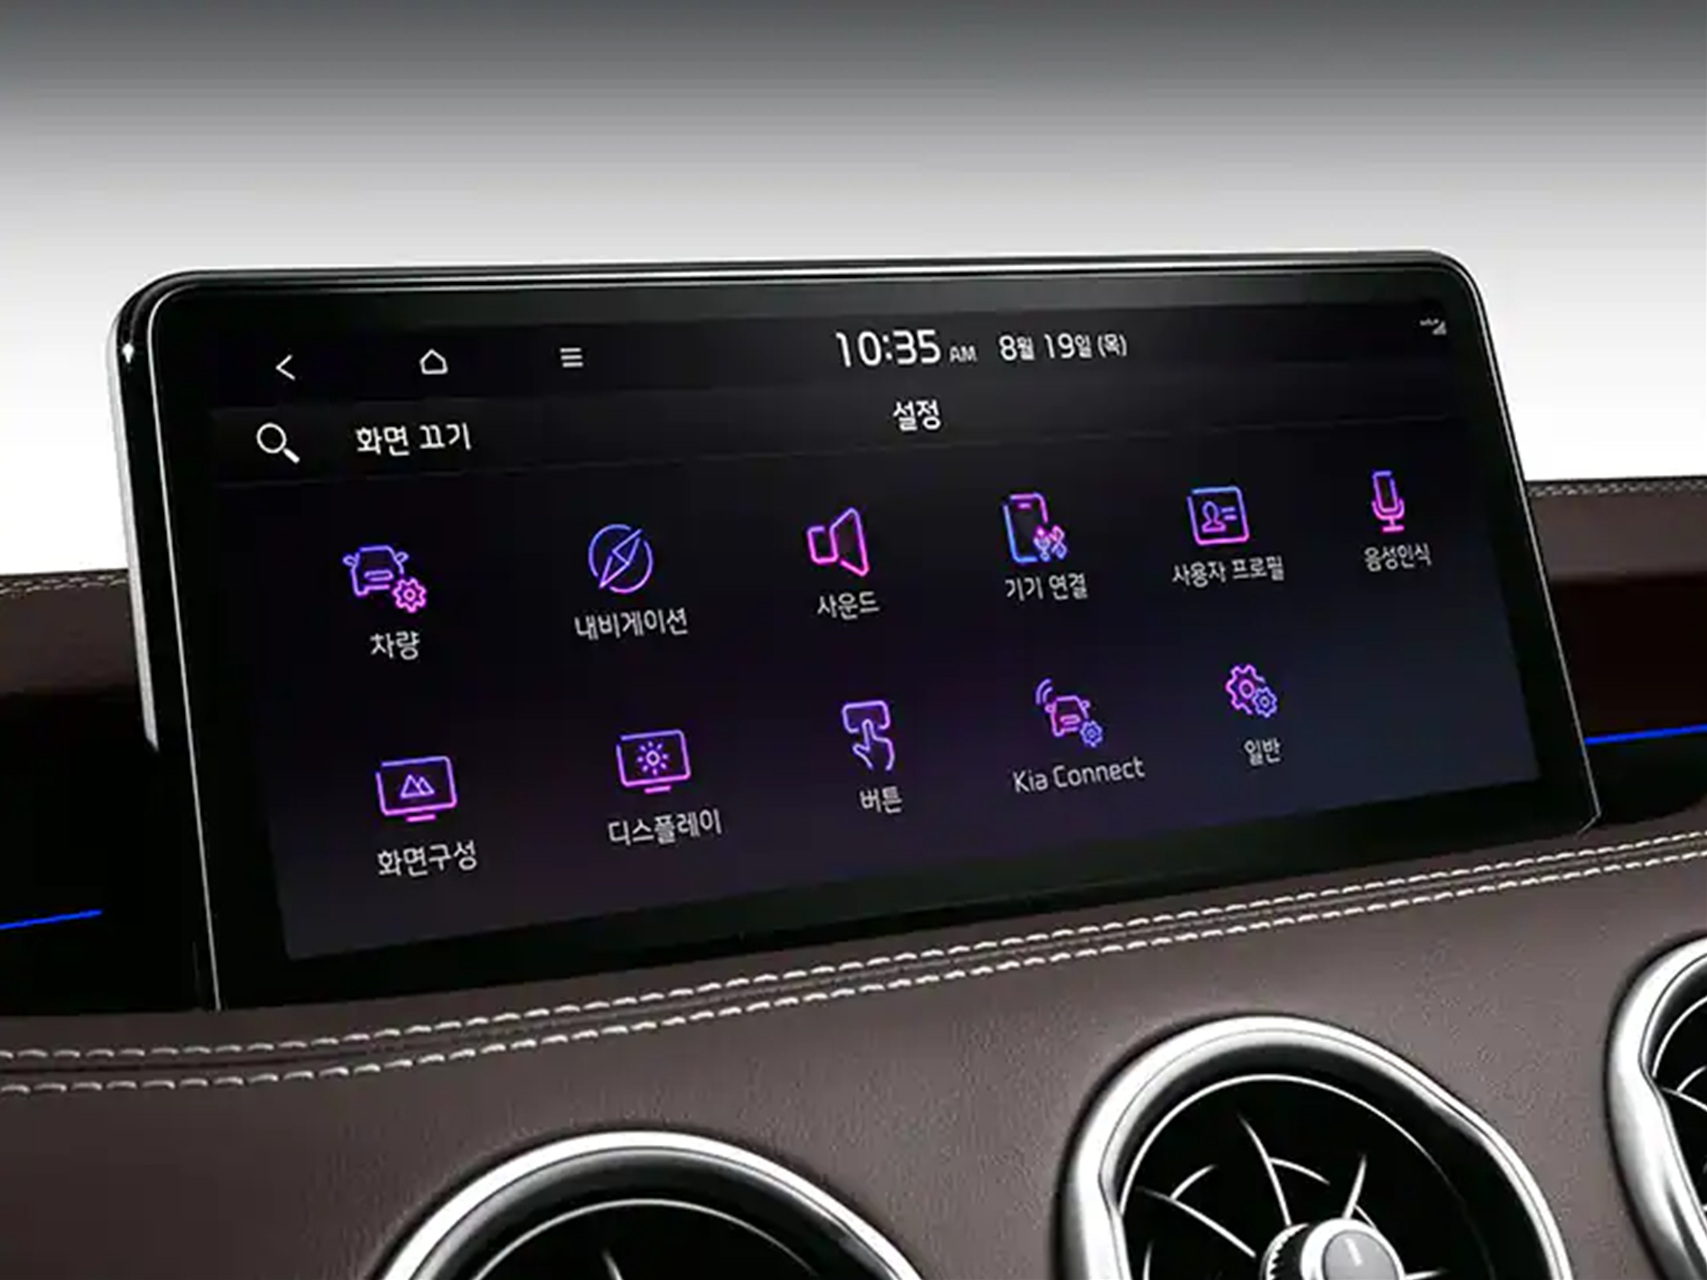 10:35 AM 8월 19일 (목)
화면 끄기
설정
차량
내비게이션
사운드
기기 연결
사용자 프로필
음성인식
화면구성
디스플레이
버튼
Kia Connect
일반